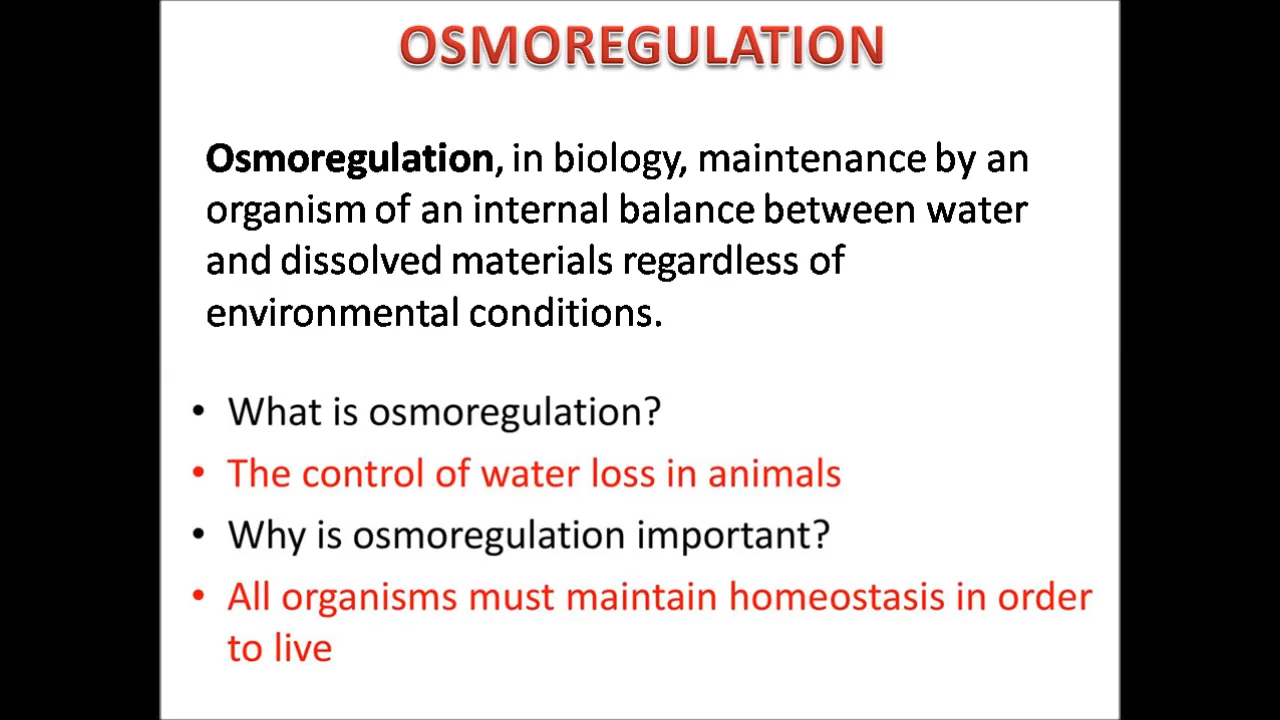 OSMOREGULATION
Osmoregulation, in biology, maintenance by an
organism of an internal balance between water
and dissolved materials regardless of
environmental conditions.
• What is osmoregulation?
• The control of water loss in animals
• Why is osmoregulation important?
• All organisms must maintain homeostasis in order
to live